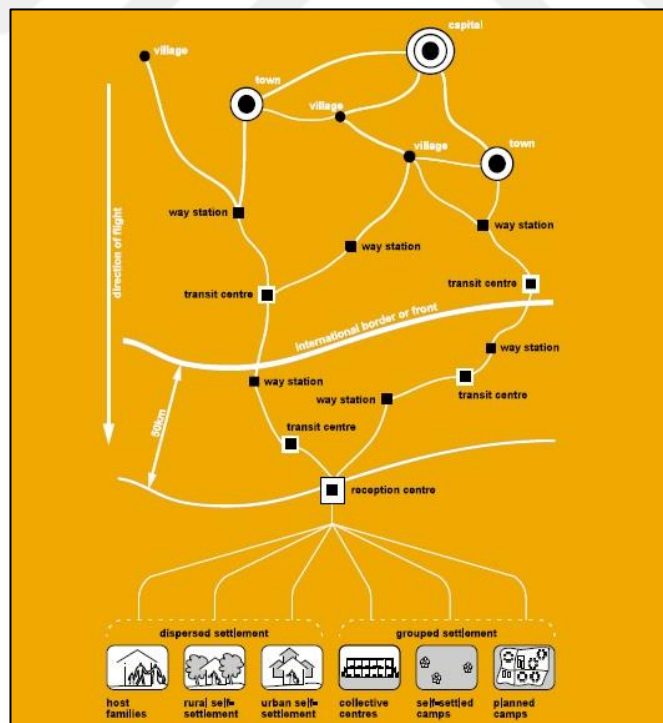 capital
village
town
village
village
town
way station
way station
way station
direction of flight
transit centre
transit centre
international border or front
way station
way station
transit centre
50km
transit centre
reception centre
dispersed settlement
grouped settlement
host
families
rural self-
settlement
urban self-
settlement
collective
centres
self-settled
camps
planned
camps